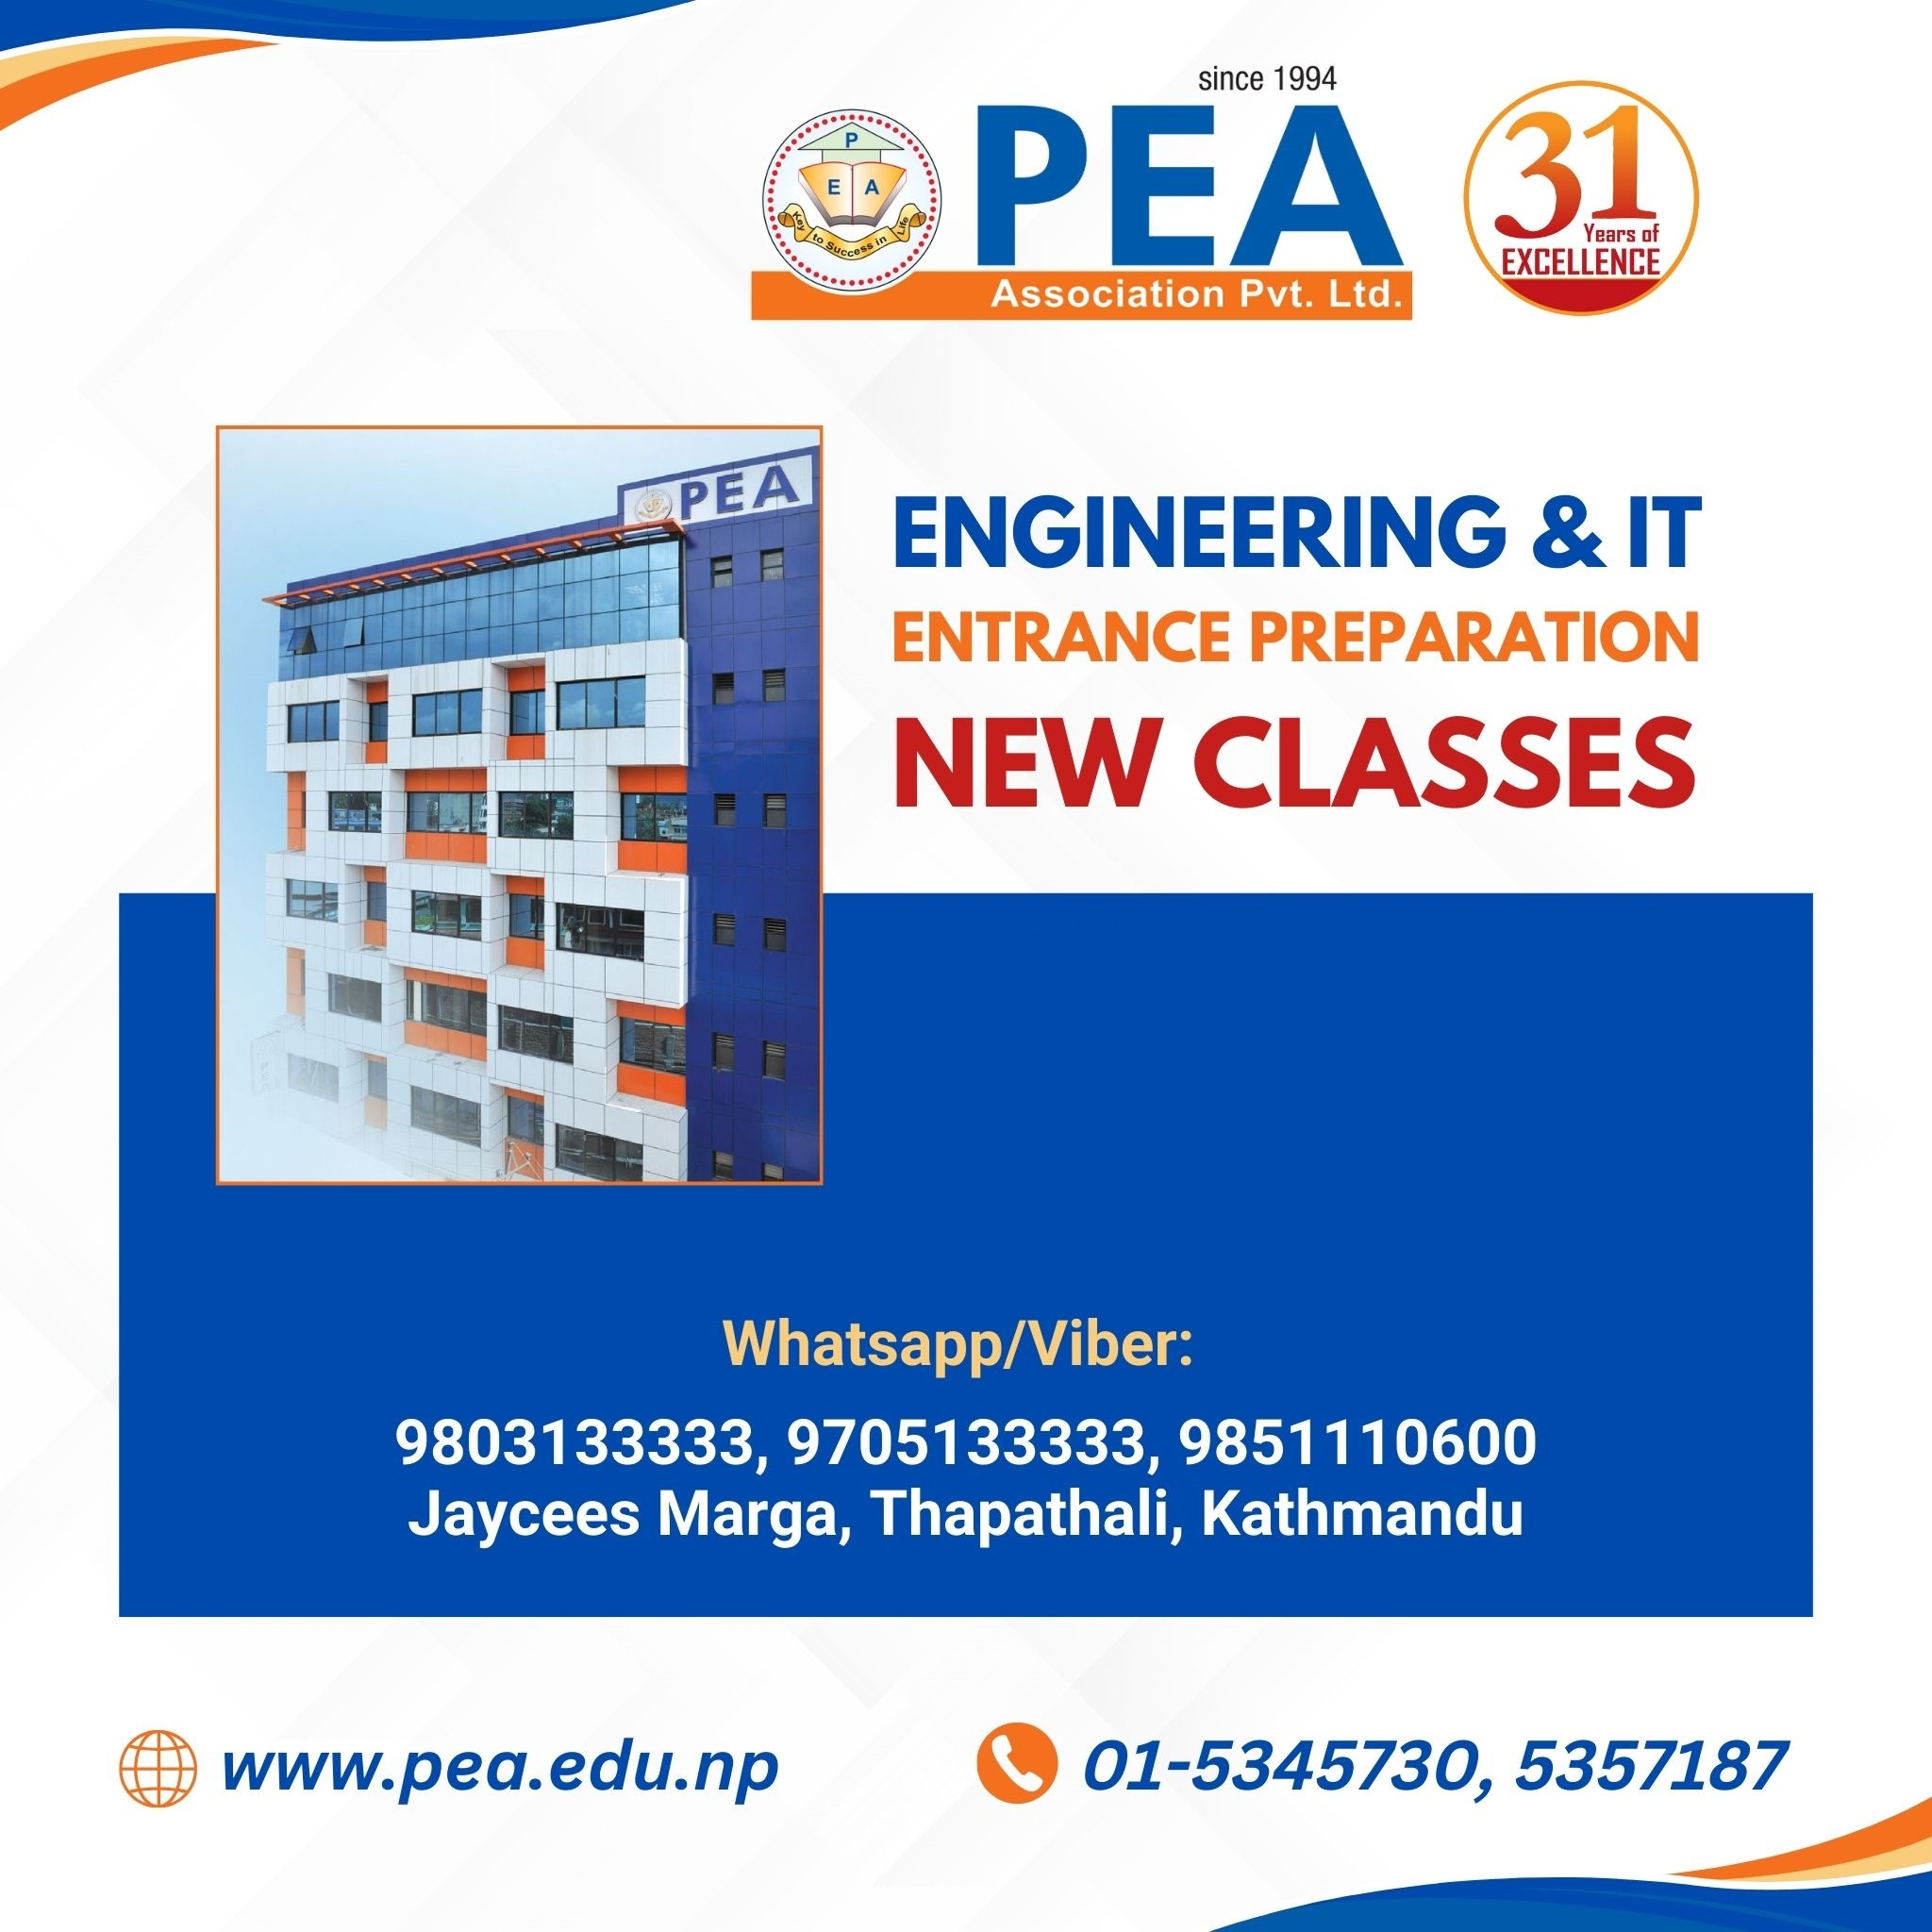 since 1994
PEA
Association Pvt. Ltd.
P
E A
Key to Success in Life
31
Years of
EXCELLENCE
PEA
ENGINEERING & IT
ENTRANCE PREPARATION
NEW CLASSES
Whatsapp/Viber:
9803133333, 9705133333, 9851110600
Jaycees Marga, Thapathali, Kathmandu
www.pea.edu.np
01-5345730, 5357187